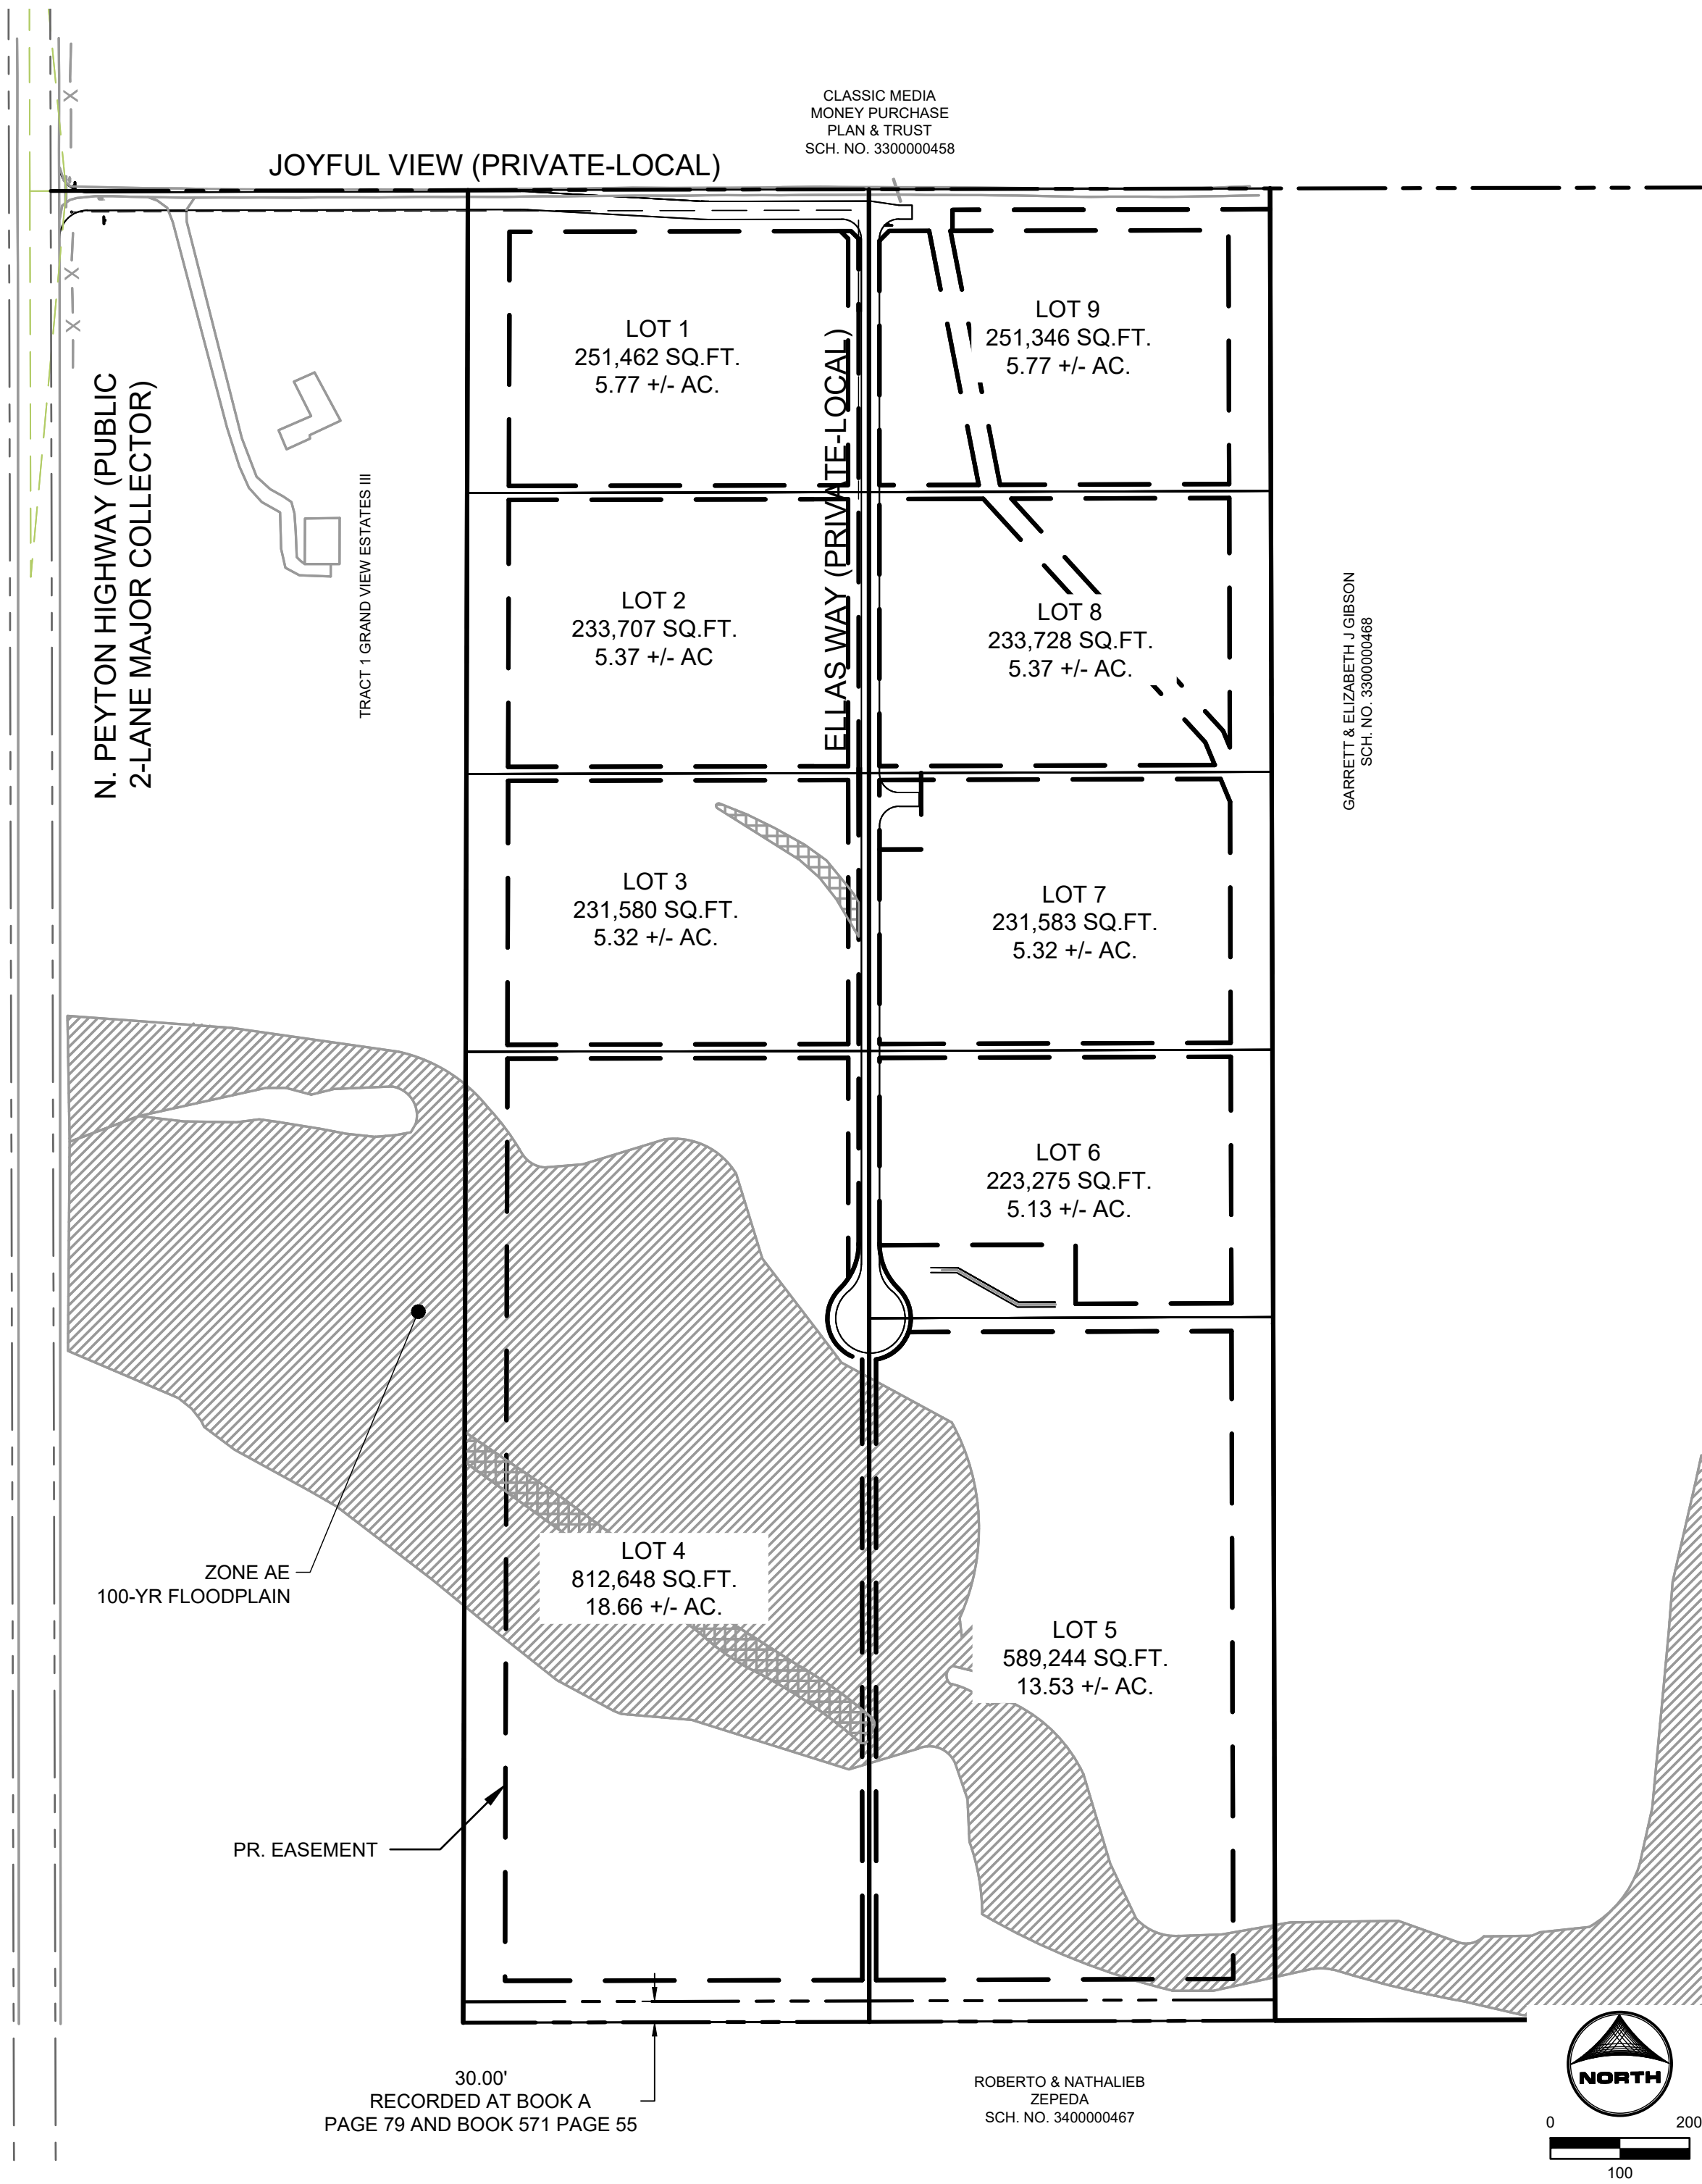 CLASSIC MEDIA
MONEY PURCHASE
PLAN & TRUST
SCH. NO. 3300000458
JOYFUL VIEW (PRIVATE-LOCAL)
N. PEYTON HIGHWAY (PUBLIC
2-LANE MAJOR COLLECTOR)
TRACT 1 GRAND VIEW ESTATES III
LOT 1
251,462 SQ.FT.
5.77 +/- AC.
ELLAS WAY (PRIVATE-LOCAL)
LOT 9
251,346 SQ.FT.
5.77 +/- AC.
LOT 2
233,707 SQ.FT.
5.37 +/- AC
LOT 8
233,728 SQ.FT.
5.37 +/- AC.
GARRETT & ELIZABETH J GIBSON
SCH. NO. 3300000468
LOT 3
231,580 SQ.FT.
5.32 +/- AC.
LOT 7
231,583 SQ.FT.
5.32 +/- AC.
LOT 6
223,275 SQ.FT.
5.13 +/- AC.
ZONE AE
100-YR FLOODPLAIN
LOT 4
812,648 SQ.FT.
18.66 +/- AC.
LOT 5
589,244 SQ.FT.
13.53 +/- AC.
PR. EASEMENT
30.00'
RECORDED AT BOOK A
PAGE 79 AND BOOK 571 PAGE 55
ROBERTO & NATHALIEB
ZEPEDA
SCH. NO. 3400000467
NORTH
0 200
100
X
X
X